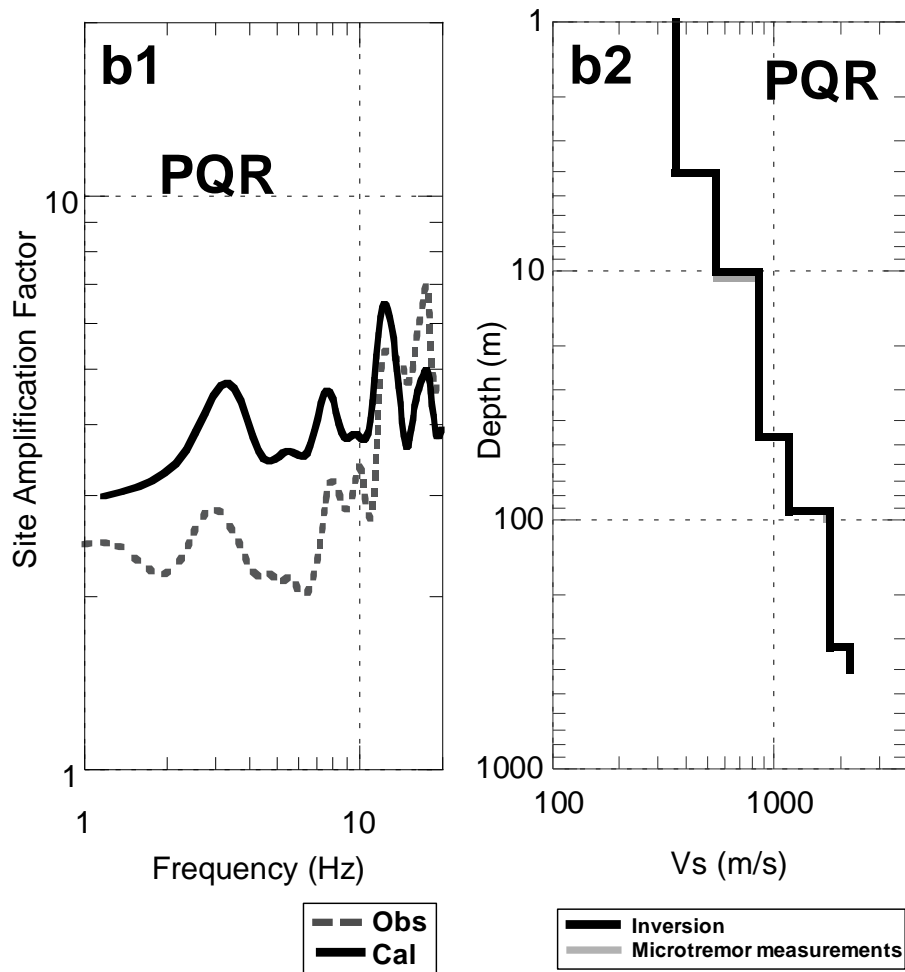 b1
PQR
Site Amplification Factor
10
1
1
10
Frequency (Hz)
Obs
Cal
b2
PQR
Depth (m)
1
10
100
1000
100
1000
Vs (m/s)
Inversion
Microtremor measurements